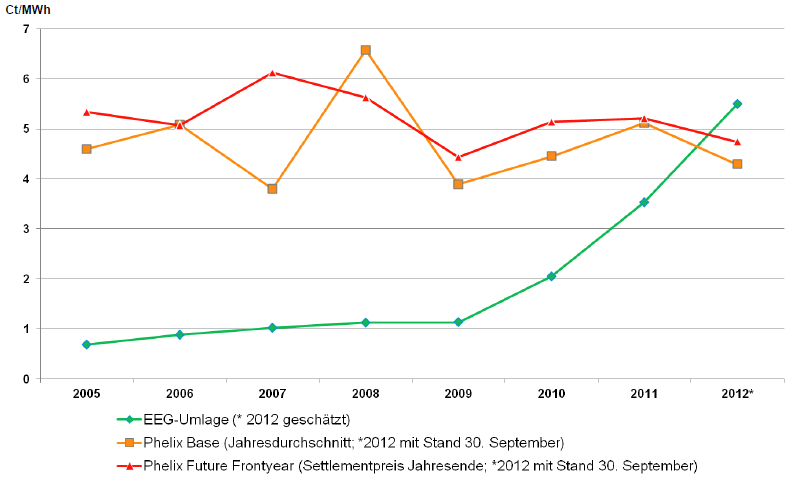 Ct/MWh
7
6
5
4
3
2
1
0
2005 2006 2007 2008 2009 2010 2011 2012*
EEG-Umlage (* 2012 geschätzt)
Phelix Base (Jahresdurchschnitt; *2012 mit Stand 30. September)
Phelix Future Frontyear (Settlementpreis Jahresende; *2012 mit Stand 30. September)